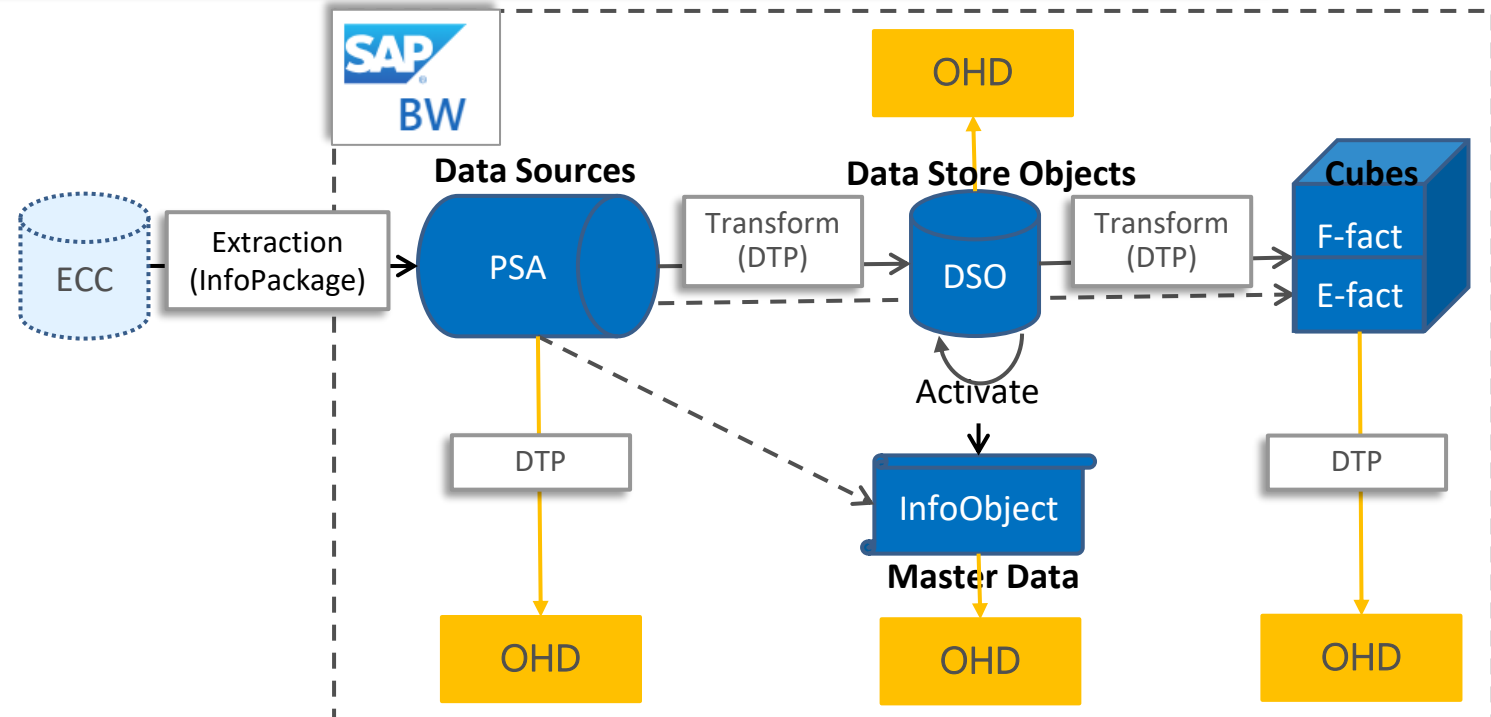 SAP
®
BW
OHD
Data Sources
Data Store Objects
Cubes
ECC
Extraction
(InfoPackage)
PSA
Transform
(DTP)
DSO
Transform
(DTP)
F-fact
E-fact
Activate
DTP
InfoObject
DTP
Master Data
OHD
OHD
OHD